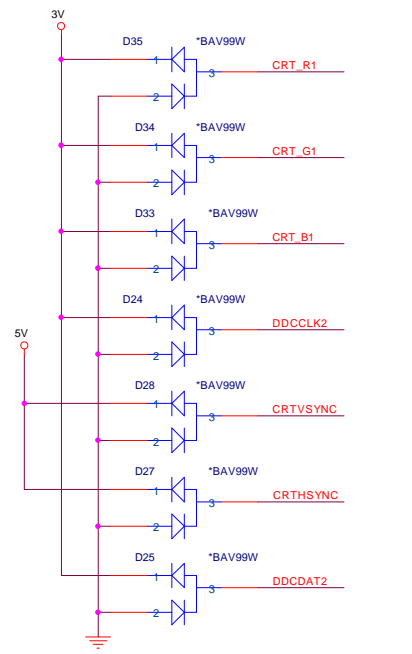 3V
D35 *BAV99W
1
3 CRT_R1
2
D34 *BAV99W
1
3 CRT_G1
2
D33 *BAV99W
1
3 CRT_B1
2
D24 *BAV99W
1
3 DDCCLK2
2
5V
D28 *BAV99W
1
3 CRTVSYNC
2
D27 *BAV99W
1
3 CRTHSYNC
2
D25 *BAV99W
1
3 DDCDAT2
2